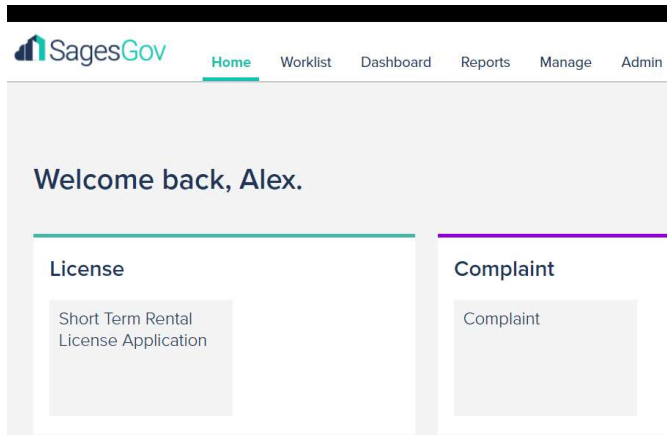 SagesGov
Home Worklist Dashboard Reports Manage Admin
Welcome back, Alex.
License
Complaint
Short Term Rental
License Application
Complaint